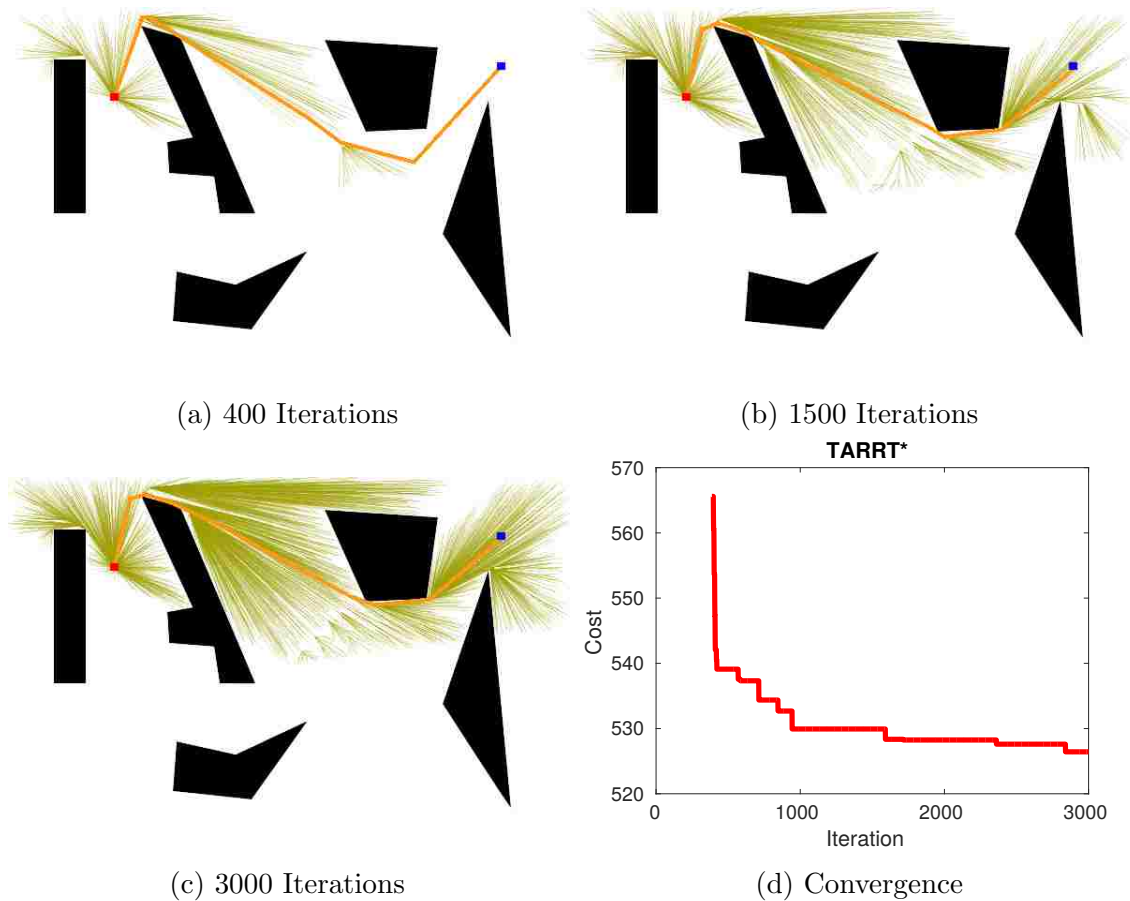 (a) 400 Iterations
(b) 1500 Iterations
TARRT*
570
560
550
540
530
520
Cost
0
1000
2000
3000
Iteration
(c) 3000 Iterations
(d) Convergence